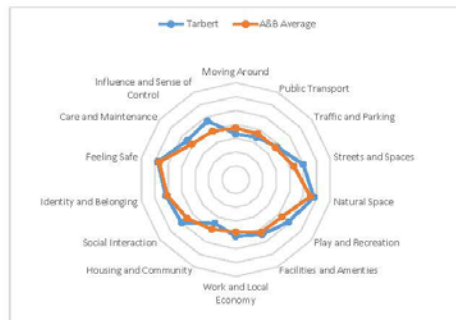 Tarbert A&B Average
Moving Around
Influence and Sense of
Control
Public Transport
Care and Maintenance
Traffic and Parking
Feeling Safe
Streets and Spaces
Identity and Belonging
Natural Space
Social Interaction
Play and Recreation
Housing and Community
Facilities and Amenties
Work and Local
Economy